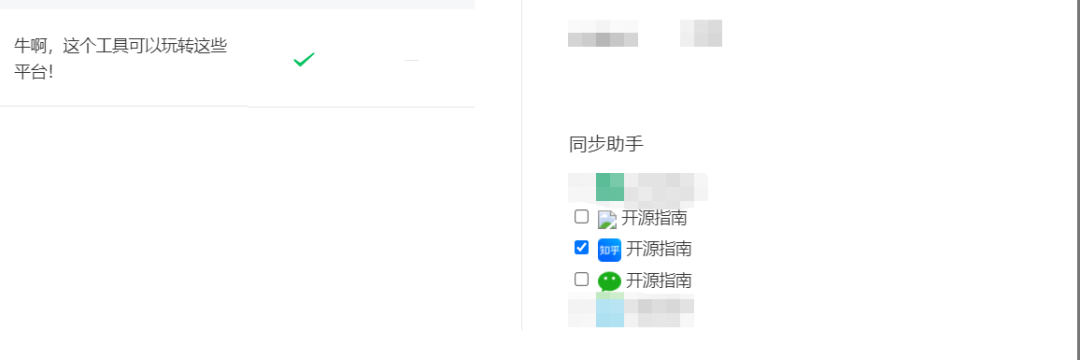 牛啊，这个工具可以玩转这些
平台！
同步助手
开源指南
知乎 开源指南
开源指南